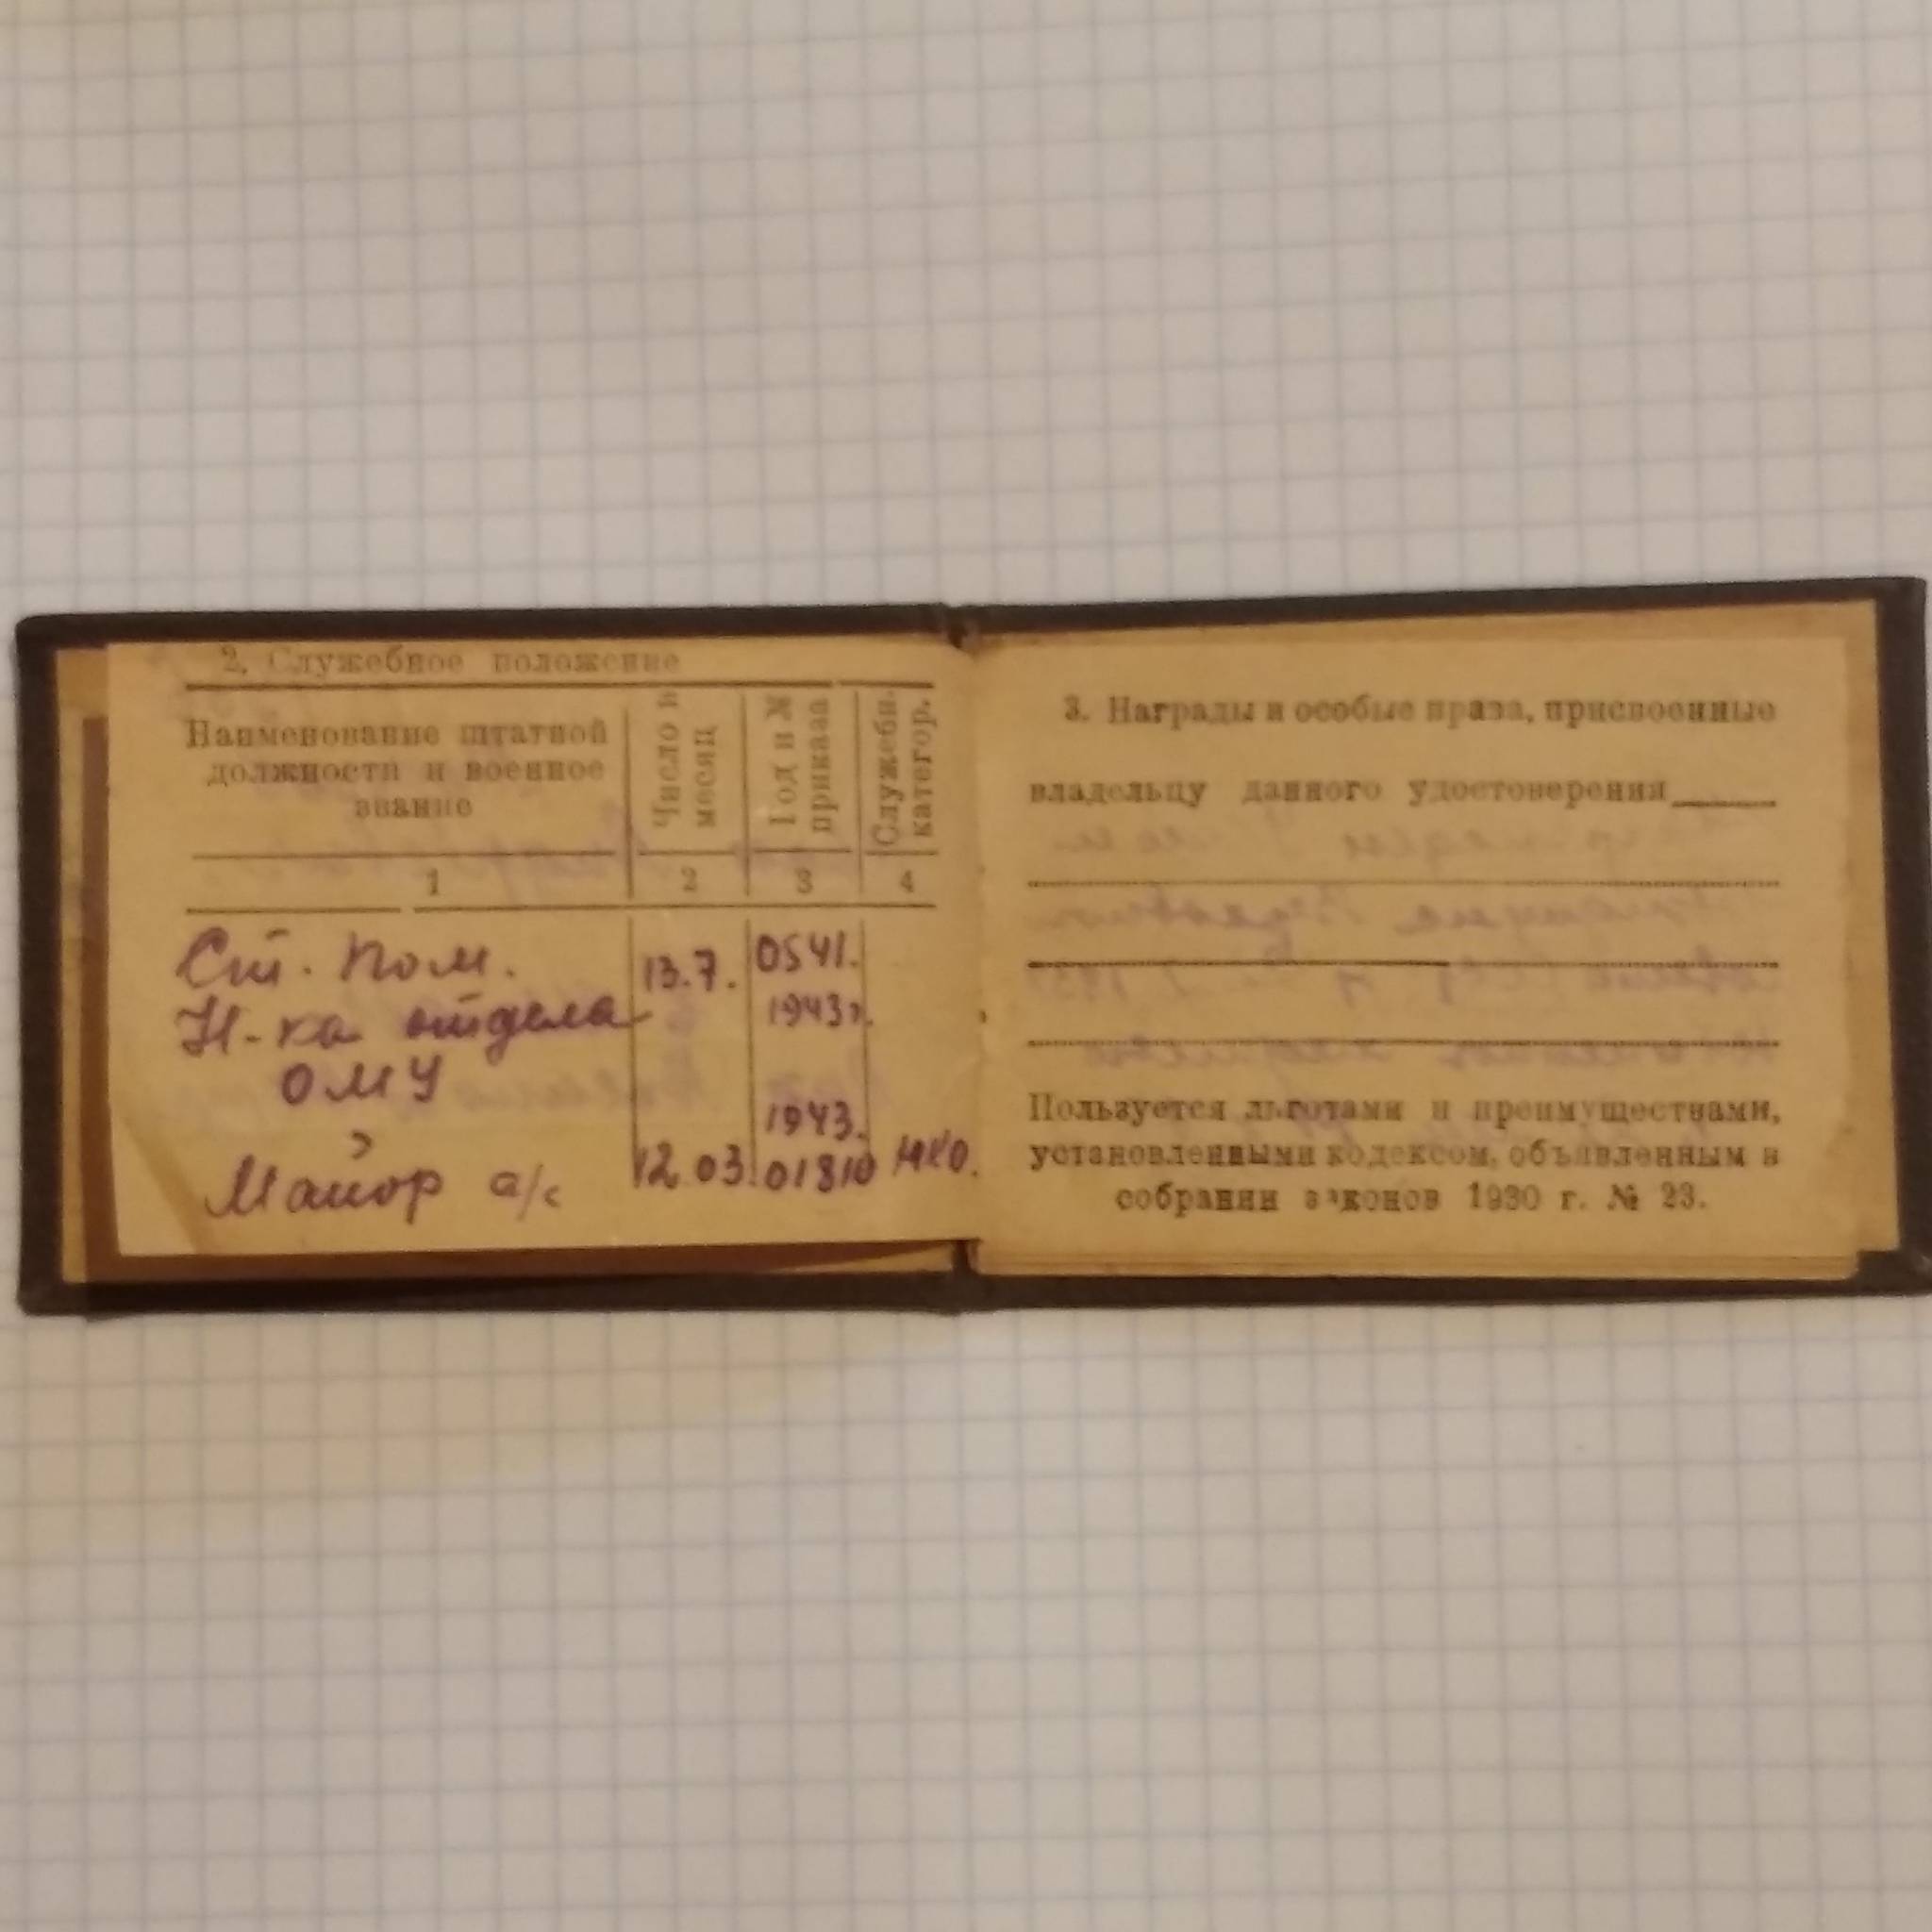 2. Служебное положение
Наименование штатной
должности и военное
звание
Число и
месяц
Год и №
приказа
Служебн.
категор.
1 2 3 4
Ст. Пом. 13.7. 0541.
Н-ка отдела 1943г.
ОМУ
1943.
Майор а/с 12.03. 01810 НКО.
3. Награды и особые права, присвоенные
владельцу данного удостоверения
Пользуется льготами и преимуществами,
установленными кодексом, объявленным в
собрании законов 1930 г. № 23.